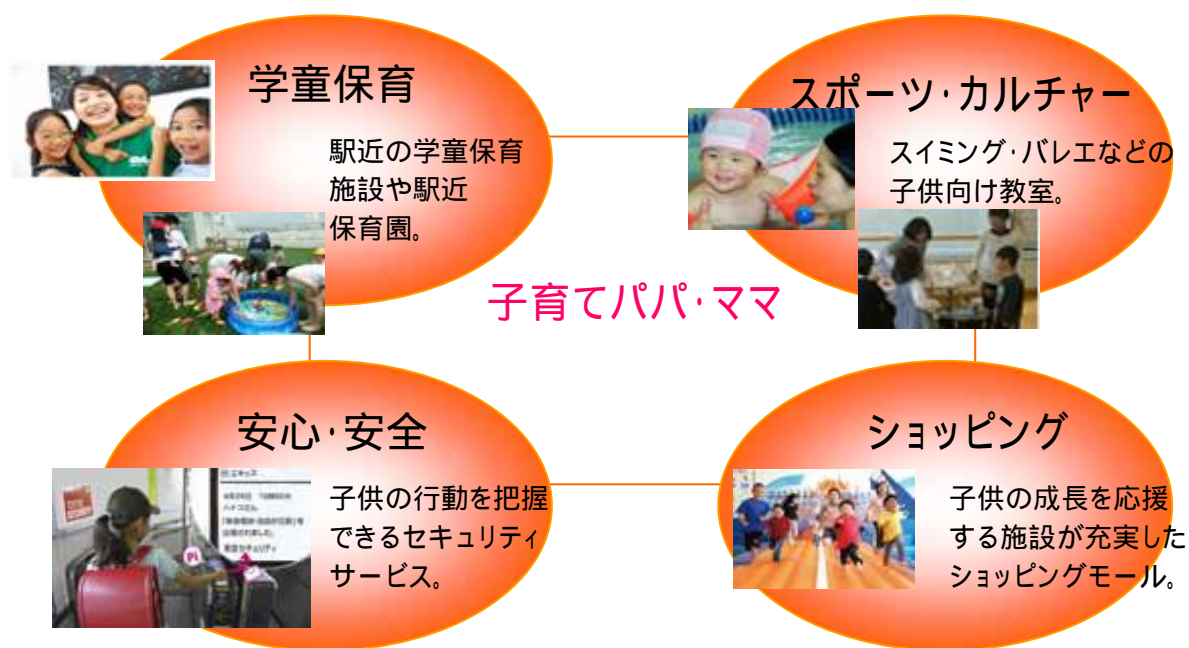 学童保育
駅近の学童保育
施設や駅近
保育園。
スポーツ・カルチャー
スイミング・バレエなどの
子供向け教室。
子育てパパ・ママ
安心・安全
子供の行動を把握
できるセキュリティ
サービス。
Pi
ショッピング
子供の成長を応援
する施設が充実した
ショッピングモール。